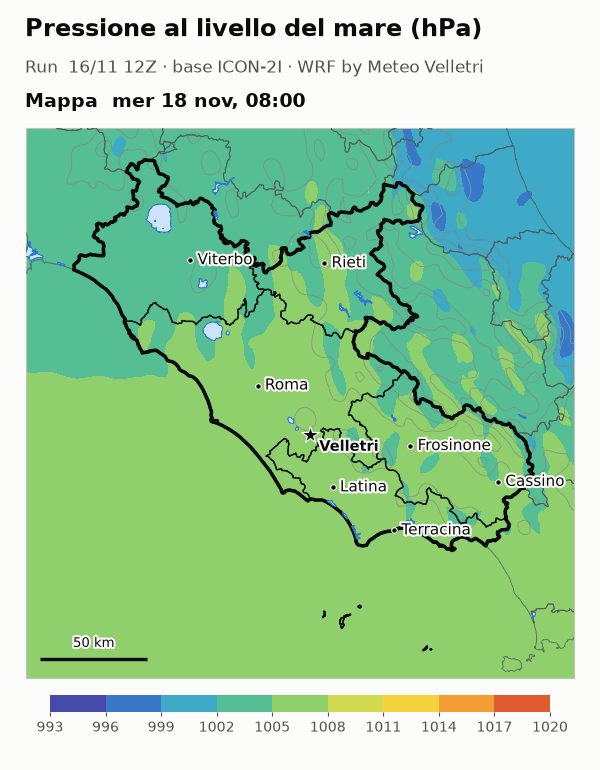 Pressione al livello del mare (hPa)
Run  16/11 12Z · base ICON-2I · WRF by Meteo Velletri
Mappa  mer 18 nov, 08:00
Viterbo
Rieti
Roma
Velletri
Frosinone
Latina
Cassino
Terracina
50 km
993 996 999 1002 1005 1008 1011 1014 1017 1020